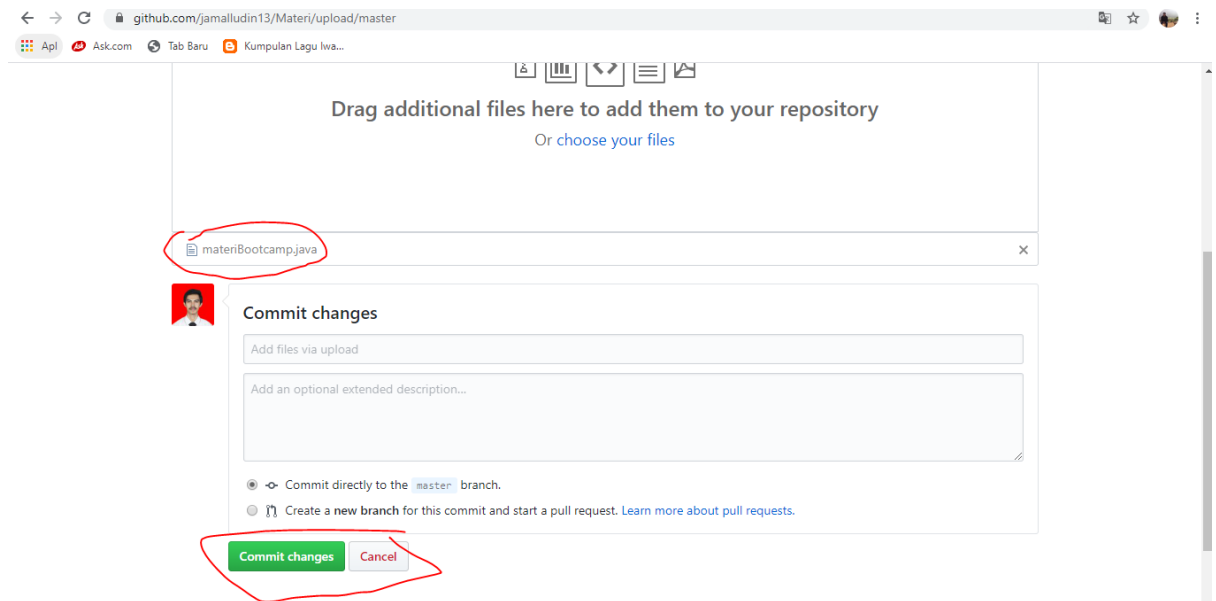 github.com/jamalludin13/Materi/upload/master
Apl Ask.com Tab Baru Kumpulan Lagu Iwa...
Drag additional files here to add them to your repository
Or choose your files
materiBootcamp.java
Commit changes
Add files via upload
Add an optional extended description...
Commit directly to the master branch.
Create a new branch for this commit and start a pull request. Learn more about pull requests.
Commit changes Cancel